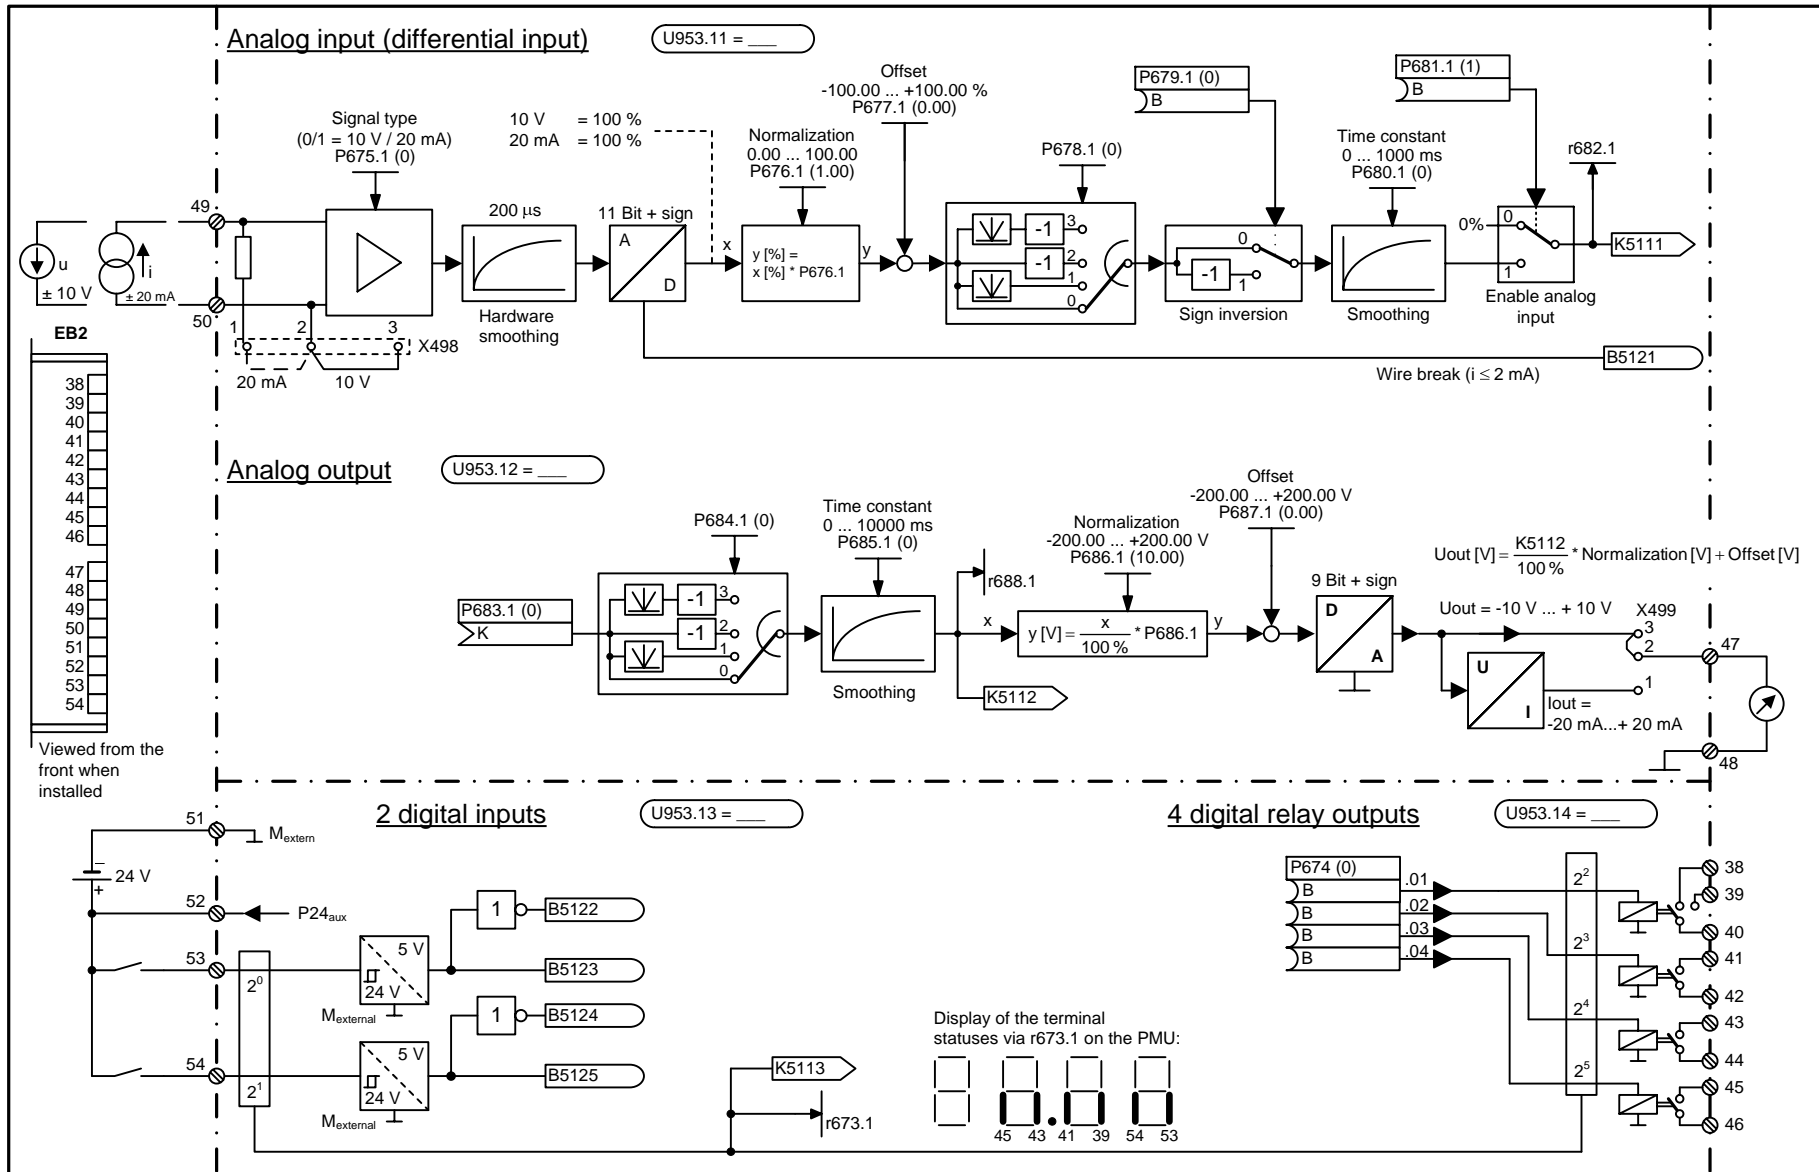 Analog input (differential input)
U953.11 = ___
Signal type
(0/1 = 10 V / 20 mA)
P675.1 (0)
10 V = 100 %
20 mA = 100 %
Normalization
0.00 ... 100.00
P676.1 (1.00)
Offset
-100.00 ... +100.00 %
P677.1 (0.00)
P678.1 (0)
P679.1 (0)
B
Time constant
0 ... 1000 ms
P680.1 (0)
P681.1 (1)
B
r682.1
49
50
u
± 10 V
i
± 20 mA
200 µs
Hardware
smoothing
11 Bit + sign
A
D
x
y [%] =
x [%] * P676.1
y
-1
3
-1
2
1
0
0
-1
1
Sign inversion
Smoothing
0%
0
1
Enable analog
input
K5111
1
2
3
X498
20 mA
10 V
B5121
Wire break (i ≤ 2 mA)
EB2
38
39
40
41
42
43
44
45
46
47
48
49
50
51
52
53
54
Viewed from the
front when
installed
Analog output
U953.12 = ___
P683.1 (0)
K
P684.1 (0)
-1
3
-1
2
1
0
Time constant
0 ... 10000 ms
P685.1 (0)
Smoothing
r688.1
K5112
x
Normalization
-200.00 ... +200.00 V
P686.1 (10.00)
y [V] = x / 100 % * P686.1
y
Offset
-200.00 ... +200.00 V
P687.1 (0.00)
9 Bit + sign
D
A
Uout [V] = K5112 / 100 % * Normalization [V] + Offset [V]
Uout = -10 V ... + 10 V
X499
3
2
1
U
I
Iout =
-20 mA...+ 20 mA
47
48
2 digital inputs
U953.13 = ___
51
Mextern
24 V
–
+
52
P24aux
53
2⁰
5 V
24 V
Mexternal
1
B5122
B5123
54
2¹
5 V
24 V
Mexternal
1
B5124
B5125
K5113
r673.1
Display of the terminal
statuses via r673.1 on the PMU:
45 43 41 39 54 53
4 digital relay outputs
U953.14 = ___
P674 (0)
B
.01
B
.02
B
.03
B
.04
2²
2³
2⁴
2⁵
38
39
40
41
42
43
44
45
46